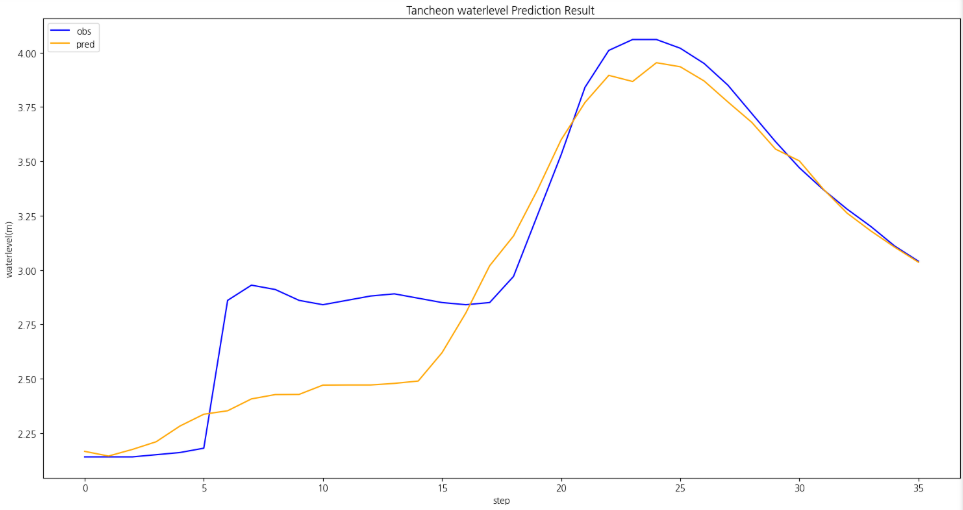 Tancheon waterlevel Prediction Result
obs
pred
waterlevel(m)
4.00
3.75
3.50
3.25
3.00
2.75
2.50
2.25
0 5 10 15 20 25 30 35
step